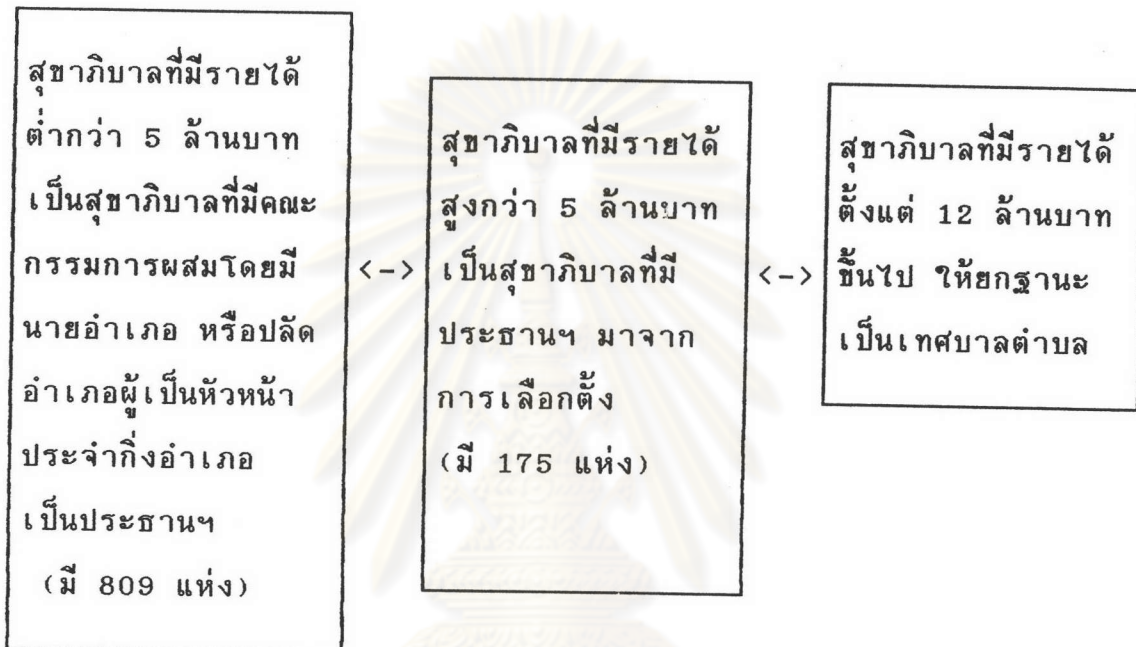 สุขาภิบาลที่มีรายได้
ต่ำกว่า 5 ล้านบาท
เป็นสุขาภิบาลที่มีคณะ
กรรมการผสมโดยมี
นายอำเภอ หรือปลัด
อำเภอผู้เป็นหัวหน้า
ประจำกิ่งอำเภอ
เป็นประธานฯ
(มี 809 แห่ง)
<->
สุขาภิบาลที่มีรายได้
สูงกว่า 5 ล้านบาท
เป็นสุขาภิบาลที่มี
ประธานฯ มาจาก
การเลือกตั้ง
(มี 175 แห่ง)
<->
สุขาภิบาลที่มีรายได้
ตั้งแต่ 12 ล้านบาท
ขึ้นไป ให้ยกฐานะ
เป็นเทศบาลตำบล